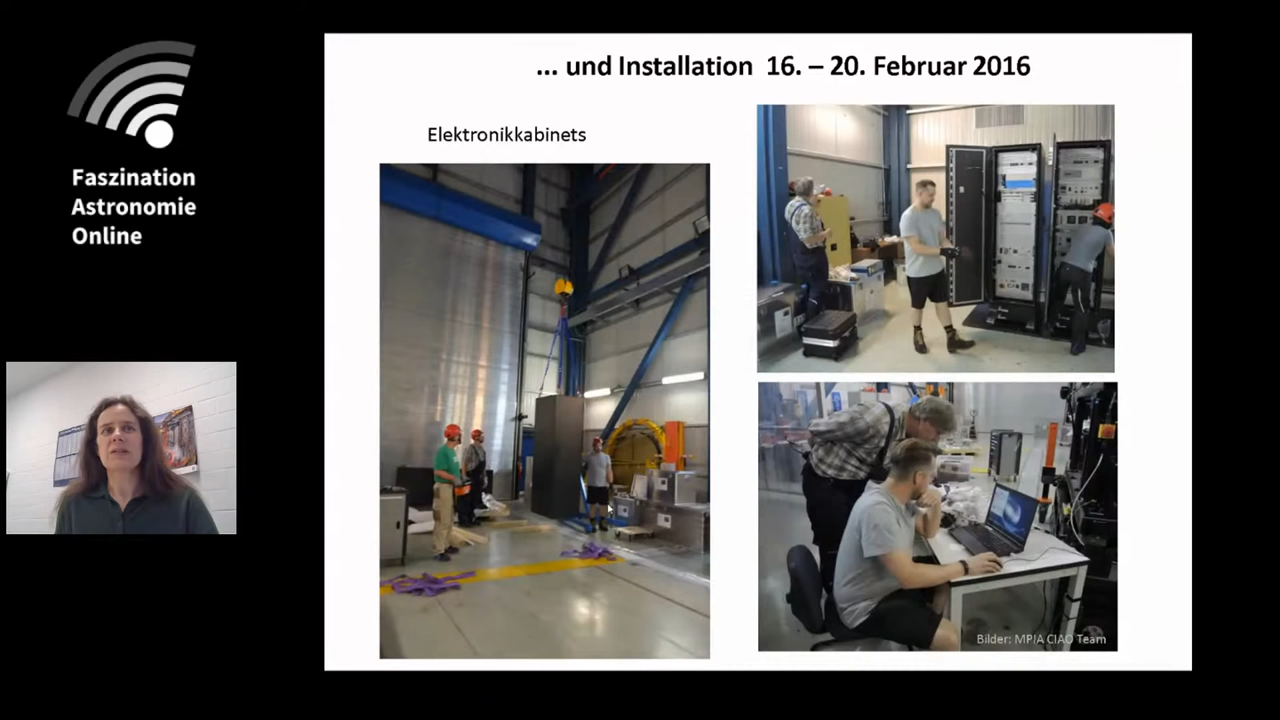 Faszination
Astronomie
Online
... und Installation 16. – 20. Februar 2016
Elektronikkabinets
Bilder: MPIA CIAO Team